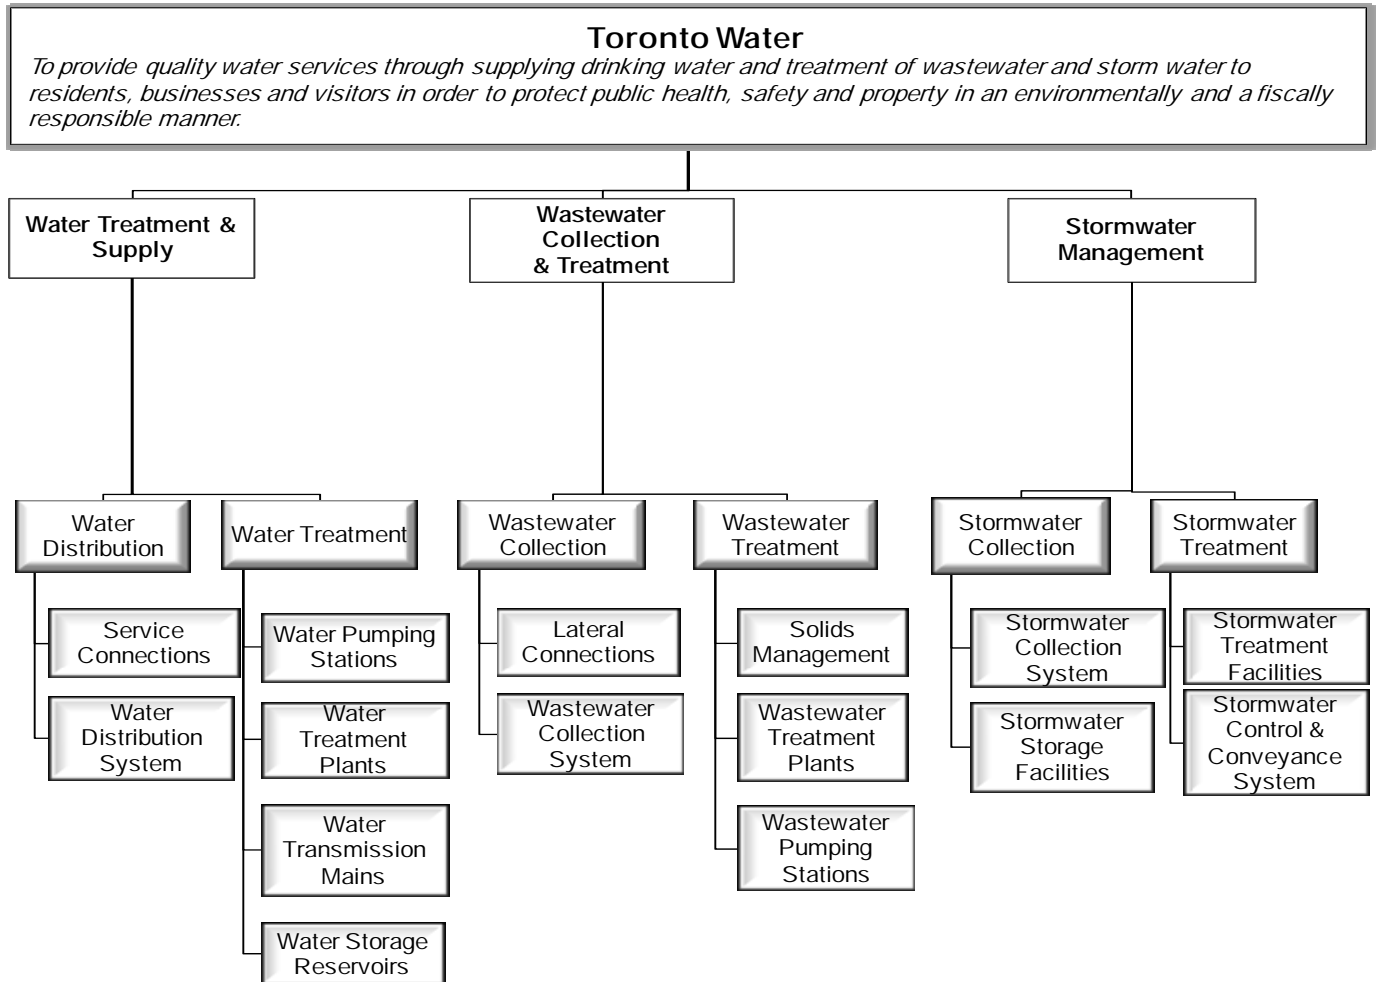 Toronto Water
To provide quality water services through supplying drinking water and treatment of wastewater and storm water to
residents, businesses and visitors in order to protect public health, safety and property in an environmentally and a fiscally
responsible manner.
Water Treatment &
Supply
Wastewater
Collection
& Treatment
Stormwater
Management
Water
Distribution
Water Treatment
Wastewater
Collection
Wastewater
Treatment
Stormwater
Collection
Stormwater
Treatment
Service
Connections
Water
Distribution
System
Water Pumping
Stations
Water
Treatment
Plants
Water
Transmission
Mains
Water Storage
Reservoirs
Lateral
Connections
Wastewater
Collection
System
Solids
Management
Wastewater
Treatment
Plants
Wastewater
Pumping
Stations
Stormwater
Collection
System
Stormwater
Storage
Facilities
Stormwater
Treatment
Facilities
Stormwater
Control &
Conveyance
System